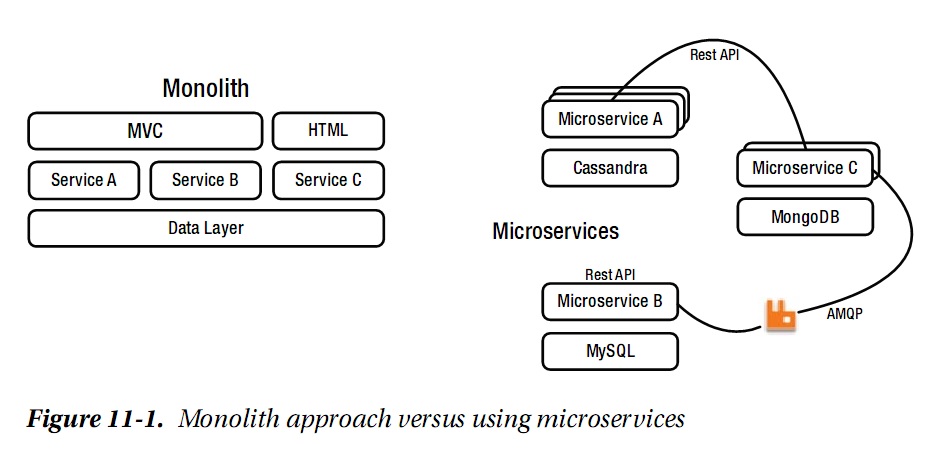 Monolith
MVC
HTML
Service A
Service B
Service C
Data Layer
Rest API
Microservice A
Cassandra
Microservice C
MongoDB
Microservices
Rest API
Microservice B
MySQL
AMQP
Figure 11-1. Monolith approach versus using microservices